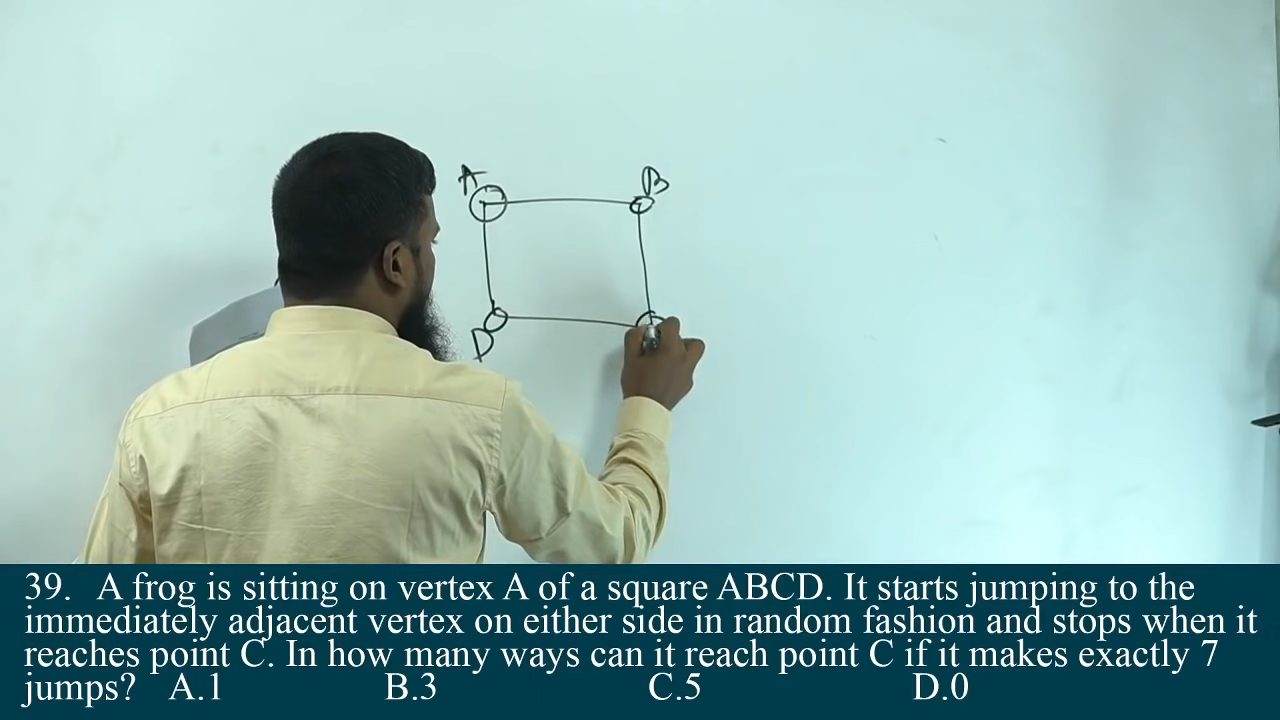 A B
D
39. A frog is sitting on vertex A of a square ABCD. It starts jumping to the
immediately adjacent vertex on either side in random fashion and stops when it
reaches point C. In how many ways can it reach point C if it makes exactly 7
jumps? A.1 B.3 C.5 D.0